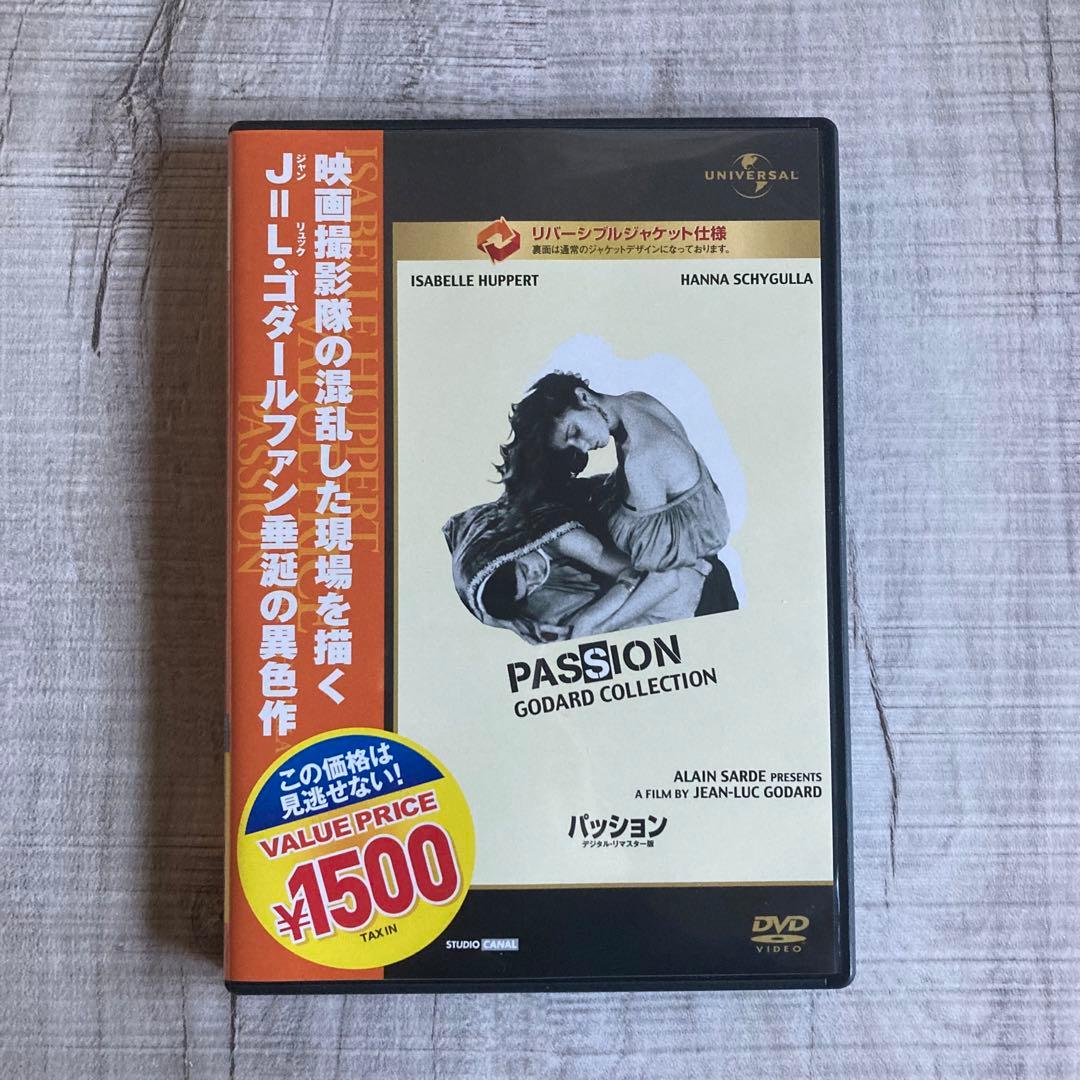 映画撮影隊の混乱した現場を描く
J=L・ゴダールファン垂涎の異色作
ジャン
リュック
ISABELLE HUPPERT
VALUE PRICE
PASSION
この価格は
見逃せない!
VALUE PRICE
¥1500
TAX IN
UNIVERSAL
リバーシブルジャケット仕様
裏面は通常のジャケットデザインになっております。
ISABELLE HUPPERT
HANNA SCHYGULLA
PASSION
GODARD COLLECTION
ALAIN SARDE PRESENTS
A FILM BY JEAN-LUC GODARD
パッション
デジタル・リマスター版
STUDIO CANAL
DVD
VIDEO